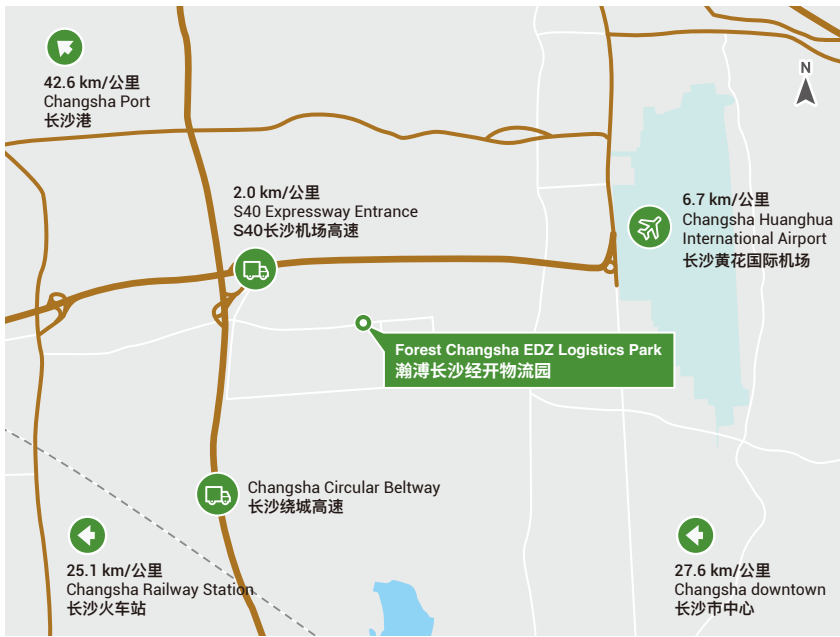 N
42.6 km/公里
Changsha Port
长沙港
2.0 km/公里
S40 Expressway Entrance
S40长沙机场高速
6.7 km/公里
Changsha Huanghua
International Airport
长沙黄花国际机场
Forest Changsha EDZ Logistics Park
瀚溥长沙经开物流园
Changsha Circular Beltway
长沙绕城高速
25.1 km/公里
Changsha Railway Station
长沙火车站
27.6 km/公里
Changsha downtown
长沙市中心